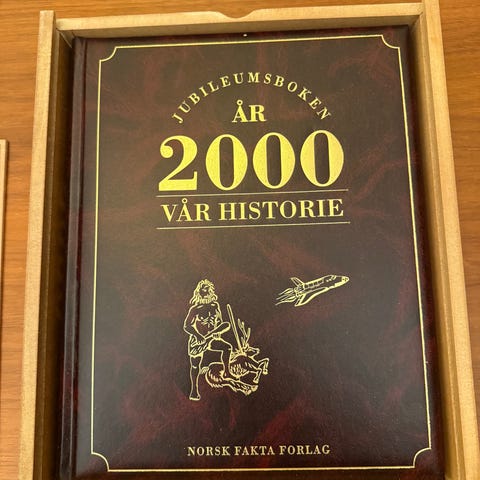 JUBILEUMSBOKEN
ÅR
2000
VÅR HISTORIE
NORSK FAKTA FORLAG